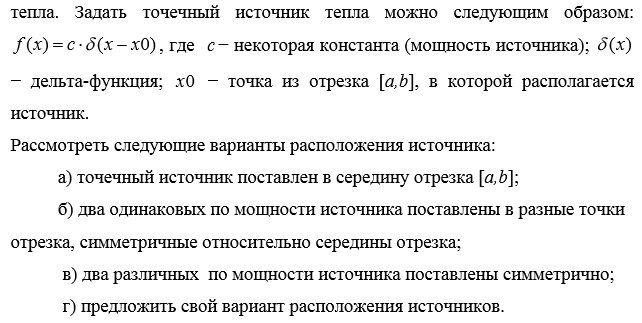 тепла. Задать точечный источник тепла можно следующим образом:
f(x) = c·δ(x − x0), где c − некоторая константа (мощность источника); δ(x)
− дельта-функция; x0 − точка из отрезка [a,b], в которой располагается
источник.
Рассмотреть следующие варианты расположения источника:
а) точечный источник поставлен в середину отрезка [a,b];
б) два одинаковых по мощности источника поставлены в разные точки
отрезка, симметричные относительно середины отрезка;
в) два различных по мощности источника поставлены симметрично;
г) предложить свой вариант расположения источников.